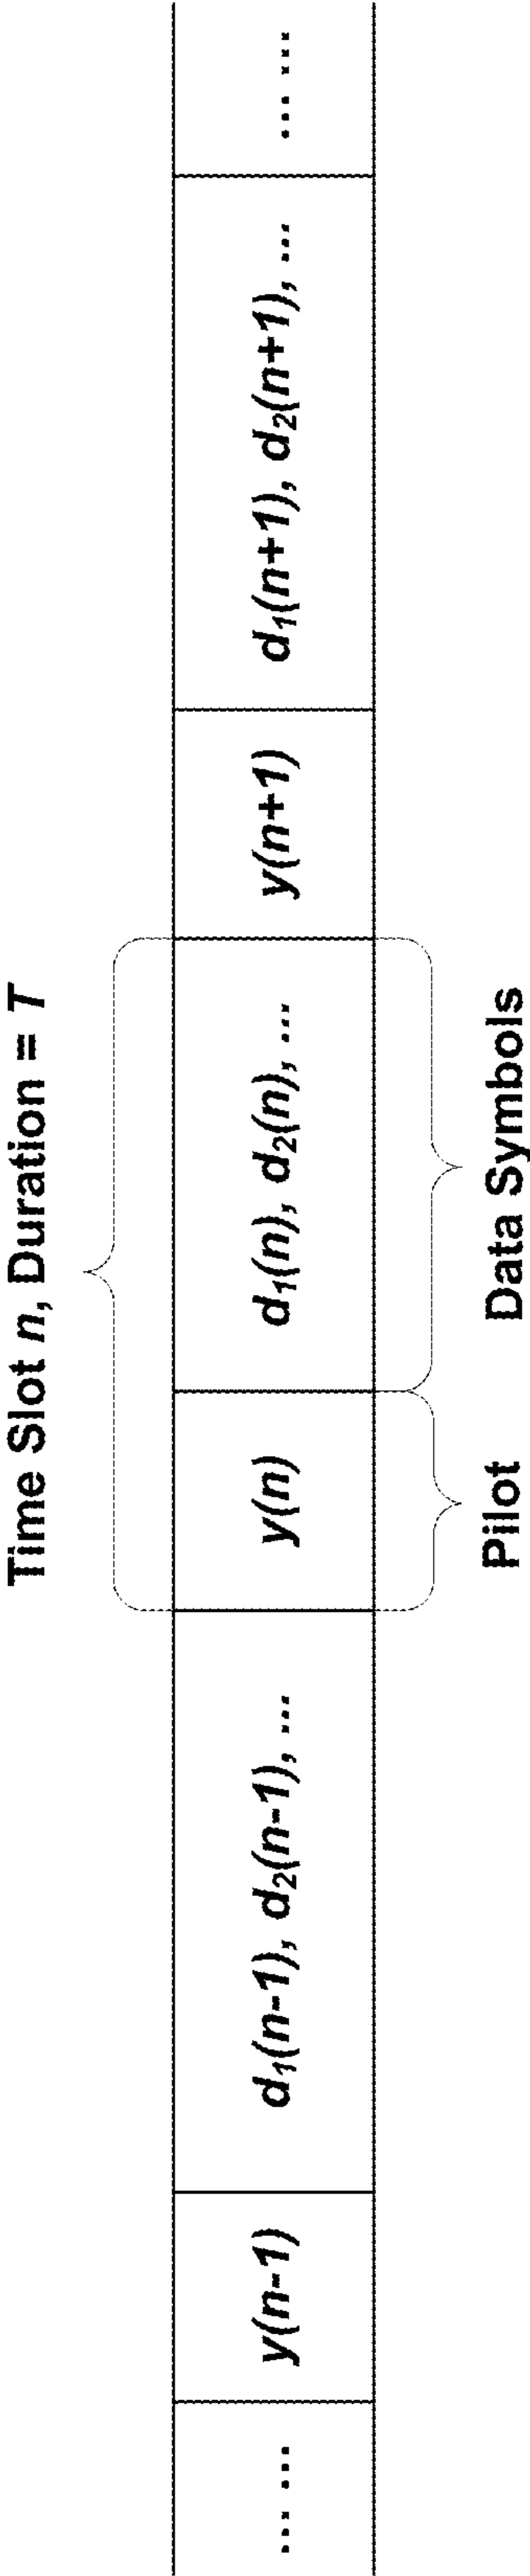 Time Slot n, Duration = T
... ...
y(n-1)
d₁(n-1), d₂(n-1), ...
y(n)
d₁(n), d₂(n), ...
y(n+1)
d₁(n+1), d₂(n+1), ...
... ...
Pilot
Data Symbols